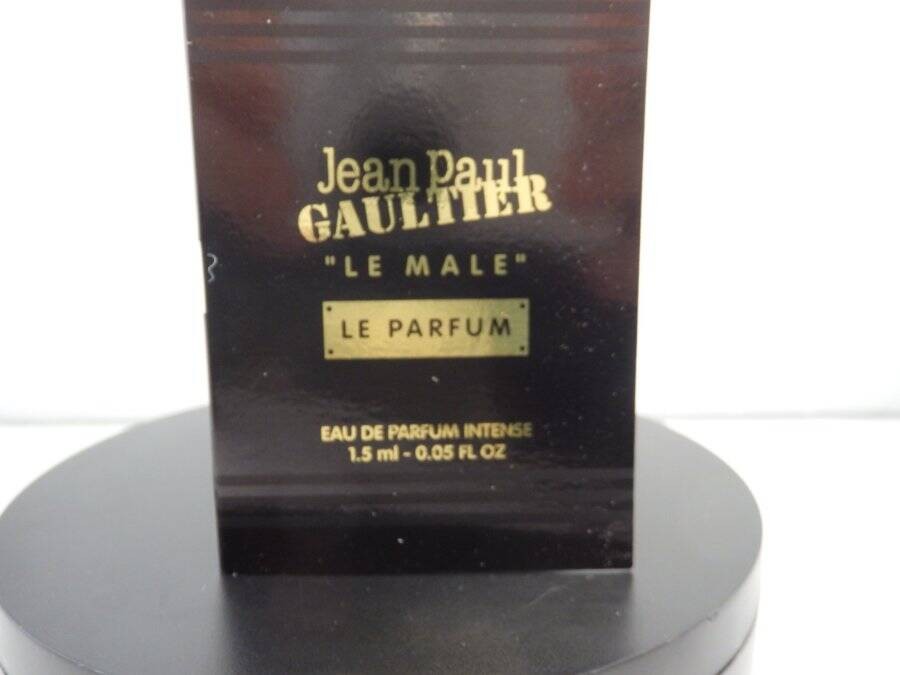 Jean Paul
GAULTIER
"LE MALE"
LE PARFUM
EAU DE PARFUM INTENSE
1.5 ml - 0.05 FL OZ